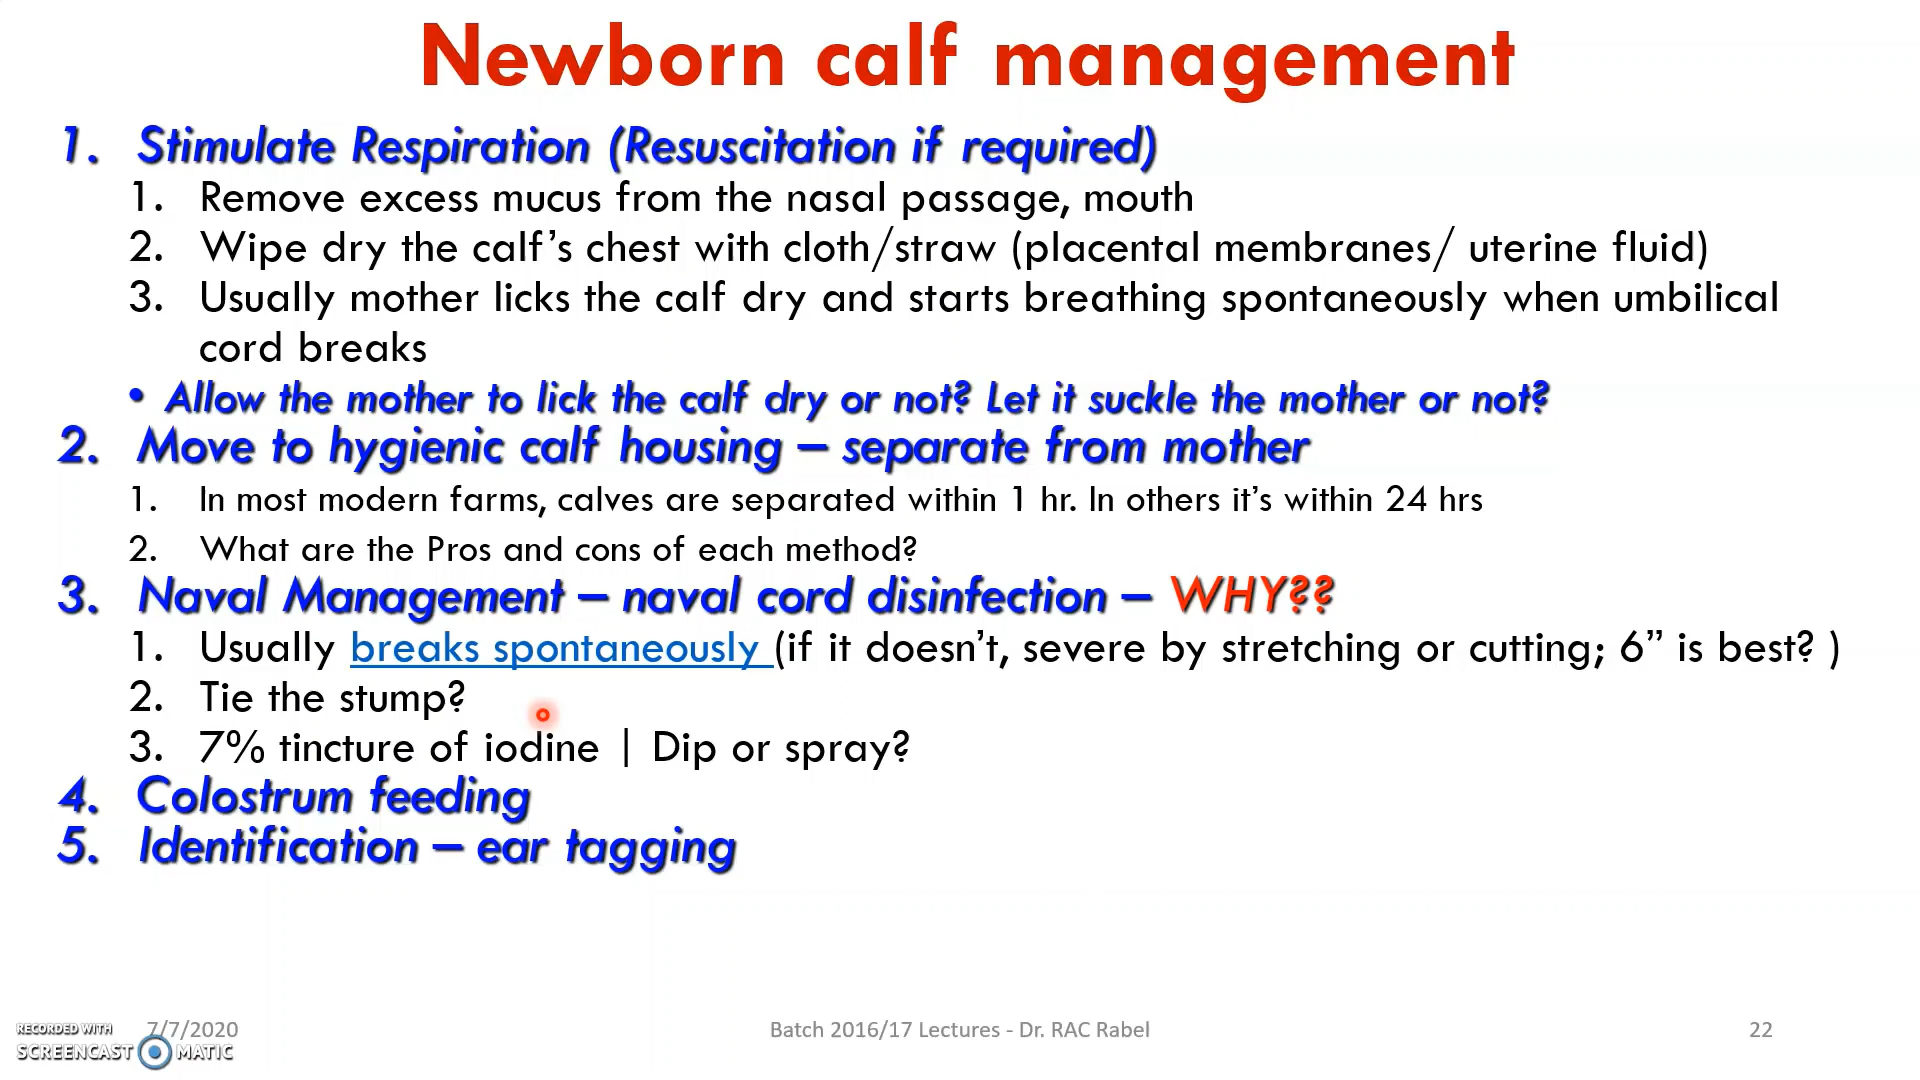 Newborn calf management
1. Stimulate Respiration (Resuscitation if required)
1. Remove excess mucus from the nasal passage, mouth
2. Wipe dry the calf’s chest with cloth/straw (placental membranes/ uterine fluid)
3. Usually mother licks the calf dry and starts breathing spontaneously when umbilical
cord breaks
• Allow the mother to lick the calf dry or not? Let it suckle the mother or not?
2. Move to hygienic calf housing – separate from mother
1. In most modern farms, calves are separated within 1 hr. In others it’s within 24 hrs
2. What are the Pros and cons of each method?
3. Naval Management – naval cord disinfection – WHY??
1. Usually breaks spontaneously (if it doesn’t, severe by stretching or cutting; 6” is best? )
2. Tie the stump?
3. 7% tincture of iodine | Dip or spray?
4. Colostrum feeding
5. Identification – ear tagging
RECORDED WITH
SCREENCAST MATIC
7/7/2020
Batch 2016/17 Lectures - Dr. RAC Rabel
22